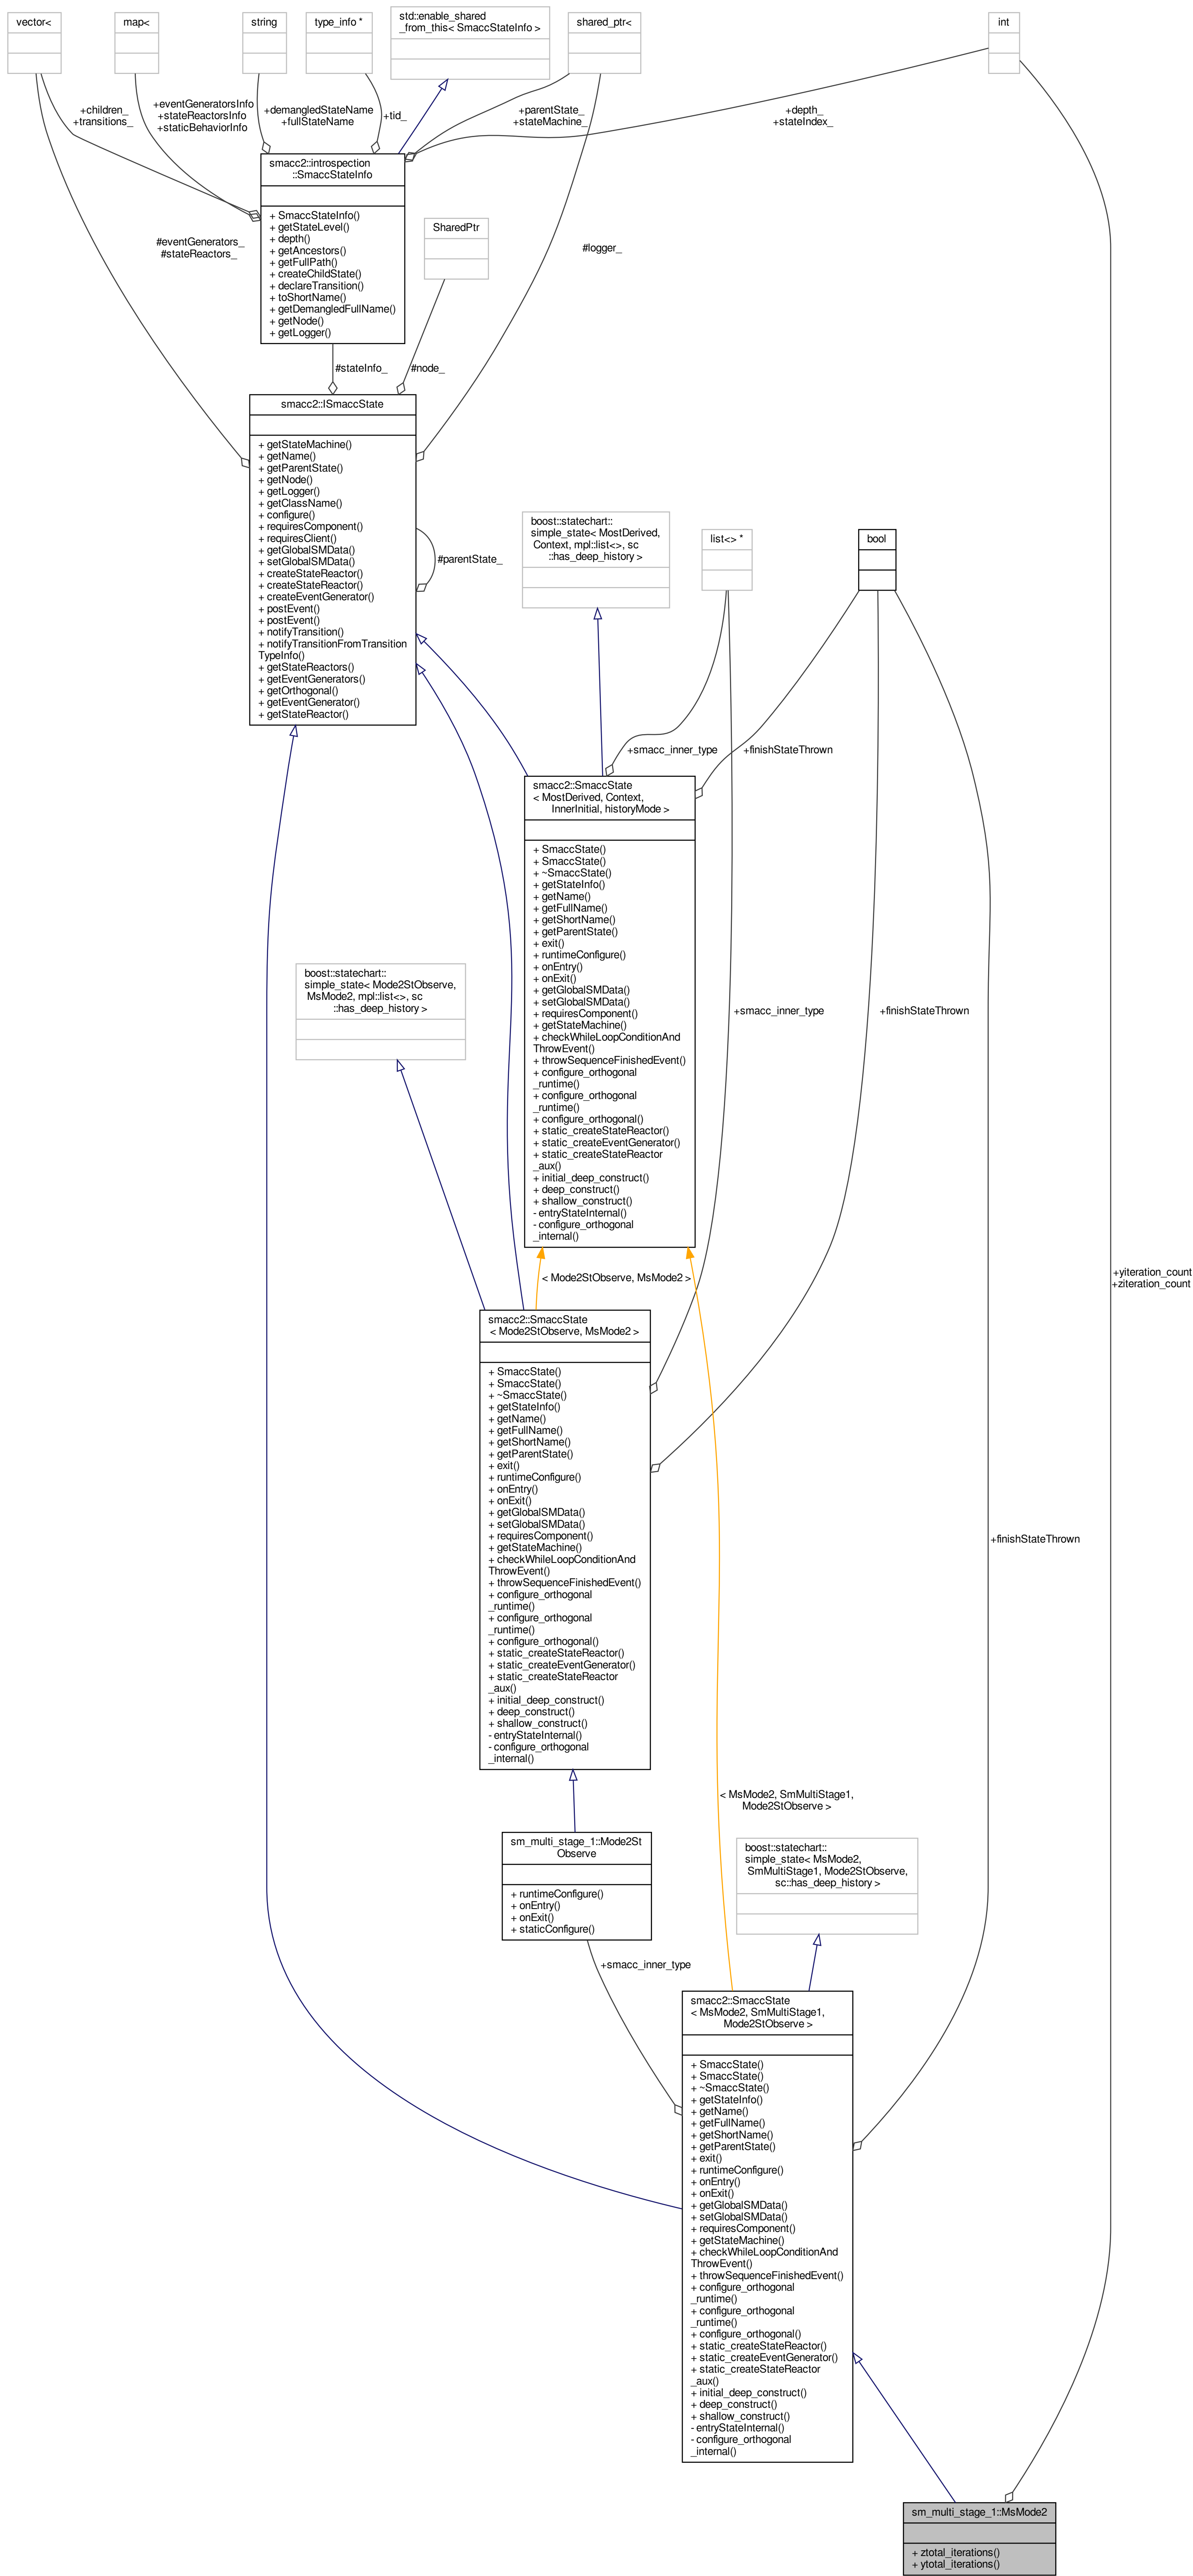 vector<
map<
string
type_info *
std::enable_shared
_from_this< SmaccStateInfo >
shared_ptr<
int
+children_
+transitions_
+eventGeneratorsInfo
+stateReactorsInfo
+staticBehaviorInfo
+demangledStateName
+fullStateName
+tid_
+parentState_
+stateMachine_
+depth_
+stateIndex_
smacc2::introspection
::SmaccStateInfo
+ SmaccStateInfo()
+ getStateLevel()
+ depth()
+ getAncestors()
+ getFullPath()
+ createChildState()
+ declareTransition()
+ toShortName()
+ getDemangledFullName()
+ getNode()
+ getLogger()
SharedPtr
#eventGenerators_
#stateReactors_
#logger_
#stateInfo_
#node_
smacc2::ISmaccState
+ getStateMachine()
+ getName()
+ getParentState()
+ getNode()
+ getLogger()
+ getClassName()
+ configure()
+ requiresComponent()
+ requiresClient()
+ getGlobalSMData()
+ setGlobalSMData()
+ createStateReactor()
+ createStateReactor()
+ createEventGenerator()
+ postEvent()
+ postEvent()
+ notifyTransition()
+ notifyTransitionFromTransition
TypeInfo()
+ getStateReactors()
+ getEventGenerators()
+ getOrthogonal()
+ getEventGenerator()
+ getStateReactor()
#parentState_
boost::statechart::
simple_state< MostDerived,
Context, mpl::list<>, sc
::has_deep_history >
list<> *
bool
+smacc_inner_type
+finishStateThrown
smacc2::SmaccState
< MostDerived, Context,
InnerInitial, historyMode >
+ SmaccState()
+ SmaccState()
+ ~SmaccState()
+ getStateInfo()
+ getName()
+ getFullName()
+ getShortName()
+ getParentState()
+ exit()
+ runtimeConfigure()
+ onEntry()
+ onExit()
+ getGlobalSMData()
+ setGlobalSMData()
+ requiresComponent()
+ getStateMachine()
+ checkWhileLoopConditionAnd
ThrowEvent()
+ throwSequenceFinishedEvent()
+ configure_orthogonal
_runtime()
+ configure_orthogonal
_runtime()
+ configure_orthogonal()
+ static_createStateReactor()
+ static_createEventGenerator()
+ static_createStateReactor
_aux()
+ initial_deep_construct()
+ deep_construct()
+ shallow_construct()
- entryStateInternal()
- configure_orthogonal
_internal()
boost::statechart::
simple_state< Mode2StObserve,
MsMode2, mpl::list<>, sc
::has_deep_history >
+smacc_inner_type
+finishStateThrown
+yiteration_count
+ziteration_count
< Mode2StObserve, MsMode2 >
smacc2::SmaccState
< Mode2StObserve, MsMode2 >
+ SmaccState()
+ SmaccState()
+ ~SmaccState()
+ getStateInfo()
+ getName()
+ getFullName()
+ getShortName()
+ getParentState()
+ exit()
+ runtimeConfigure()
+ onEntry()
+ onExit()
+ getGlobalSMData()
+ setGlobalSMData()
+ requiresComponent()
+ getStateMachine()
+ checkWhileLoopConditionAnd
ThrowEvent()
+ throwSequenceFinishedEvent()
+ configure_orthogonal
_runtime()
+ configure_orthogonal
_runtime()
+ configure_orthogonal()
+ static_createStateReactor()
+ static_createEventGenerator()
+ static_createStateReactor
_aux()
+ initial_deep_construct()
+ deep_construct()
+ shallow_construct()
- entryStateInternal()
- configure_orthogonal
_internal()
+finishStateThrown
< MsMode2, SmMultiStage1,
Mode2StObserve >
sm_multi_stage_1::Mode2St
Observe
+ runtimeConfigure()
+ onEntry()
+ onExit()
+ staticConfigure()
boost::statechart::
simple_state< MsMode2,
SmMultiStage1, Mode2StObserve,
sc::has_deep_history >
+smacc_inner_type
smacc2::SmaccState
< MsMode2, SmMultiStage1,
Mode2StObserve >
+ SmaccState()
+ SmaccState()
+ ~SmaccState()
+ getStateInfo()
+ getName()
+ getFullName()
+ getShortName()
+ getParentState()
+ exit()
+ runtimeConfigure()
+ onEntry()
+ onExit()
+ getGlobalSMData()
+ setGlobalSMData()
+ requiresComponent()
+ getStateMachine()
+ checkWhileLoopConditionAnd
ThrowEvent()
+ throwSequenceFinishedEvent()
+ configure_orthogonal
_runtime()
+ configure_orthogonal
_runtime()
+ configure_orthogonal()
+ static_createStateReactor()
+ static_createEventGenerator()
+ static_createStateReactor
_aux()
+ initial_deep_construct()
+ deep_construct()
+ shallow_construct()
- entryStateInternal()
- configure_orthogonal
_internal()
sm_multi_stage_1::MsMode2
+ ztotal_iterations()
+ ytotal_iterations()